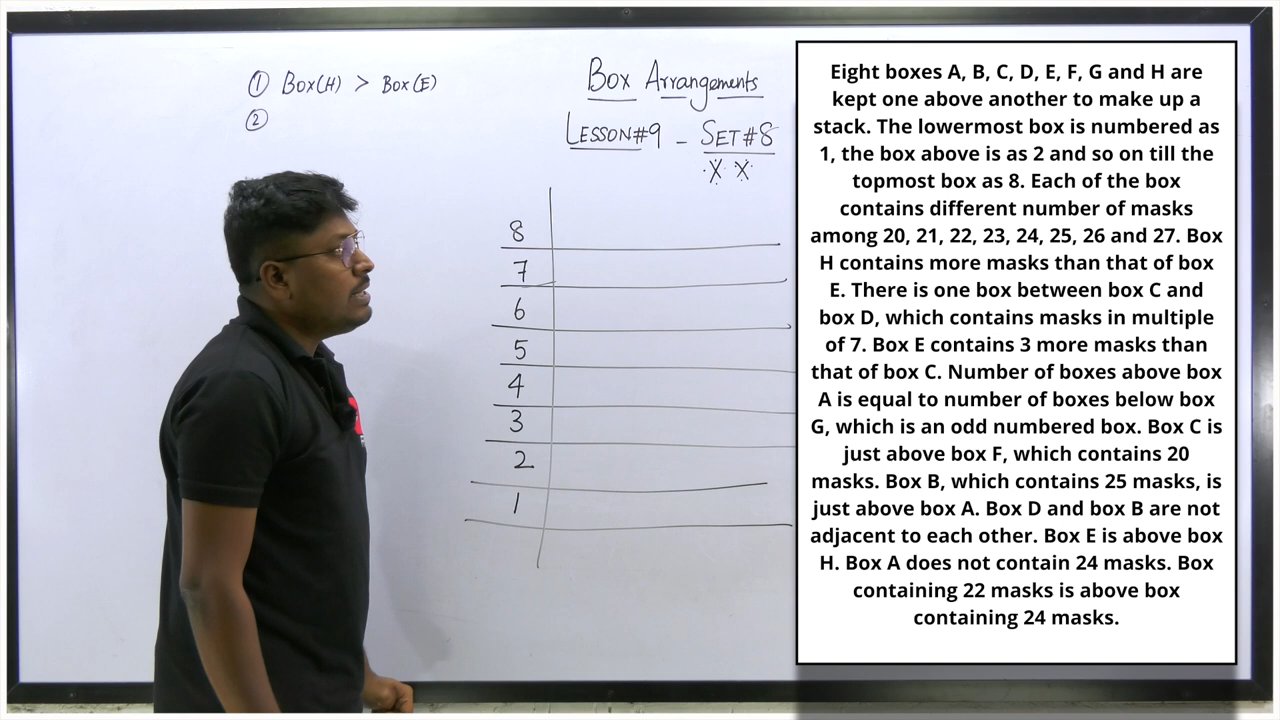 ① Box(H) > Box(E)
②
Box Arrangements
LESSON#9 - SET#8
8
7
6
5
4
3
2
1
Eight boxes A, B, C, D, E, F, G and H are
kept one above another to make up a
stack. The lowermost box is numbered as
1, the box above is as 2 and so on till the
topmost box as 8. Each of the box
contains different number of masks
among 20, 21, 22, 23, 24, 25, 26 and 27. Box
H contains more masks than that of box
E. There is one box between box C and
box D, which contains masks in multiple
of 7. Box E contains 3 more masks than
that of box C. Number of boxes above box
A is equal to number of boxes below box
G, which is an odd numbered box. Box C is
just above box F, which contains 20
masks. Box B, which contains 25 masks, is
just above box A. Box D and box B are not
adjacent to each other. Box E is above box
H. Box A does not contain 24 masks. Box
containing 22 masks is above box
containing 24 masks.